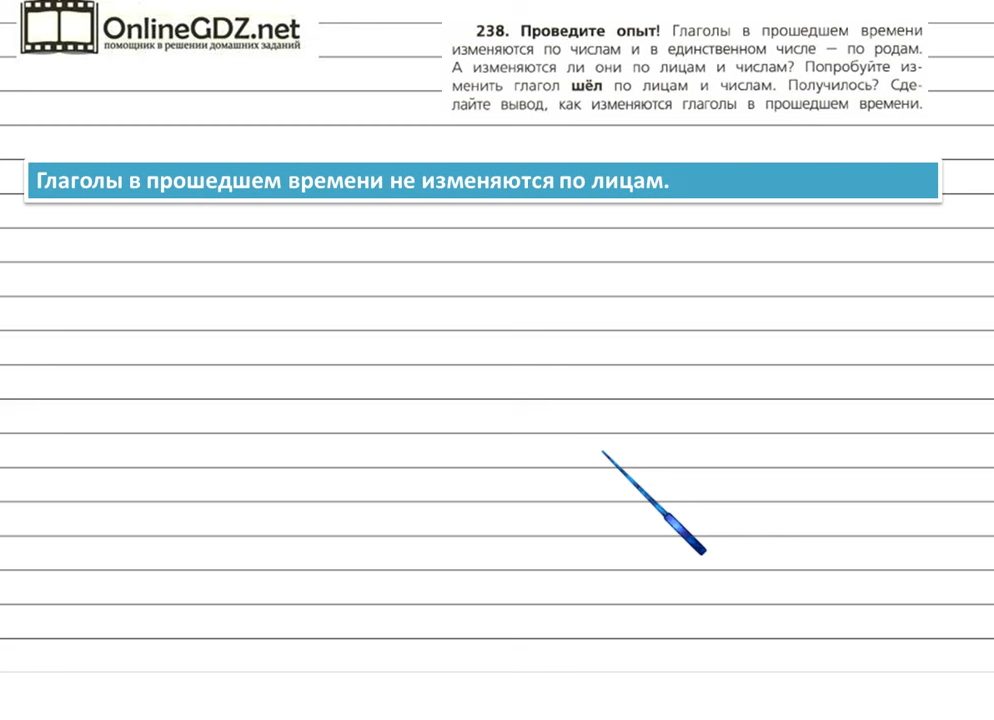 OnlineGDZ.net
помощник в решении домашних заданий
238. Проведите опыт! Глаголы в прошедшем времени
изменяются по числам и в единственном числе — по родам.
А изменяются ли они по лицам и числам? Попробуйте из-
менить глагол шёл по лицам и числам. Получилось? Сде-
лайте вывод, как изменяются глаголы в прошедшем времени.
Глаголы в прошедшем времени не изменяются по лицам.